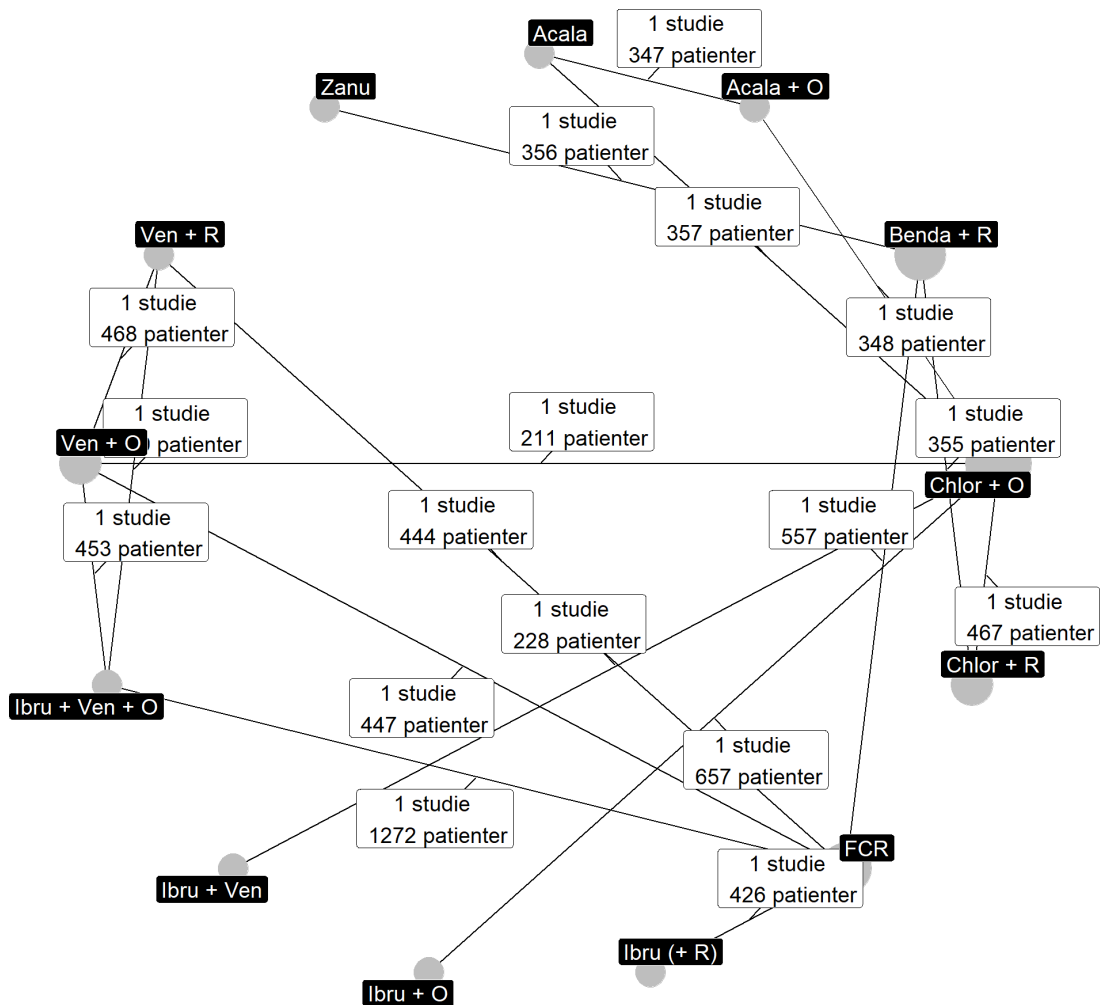 1 studie
347 patienter
Acala
Zanu
Acala + O
1 studie
356 patienter
1 studie
357 patienter
Ven + R
Benda + R
1 studie
468 patienter
1 studie
348 patienter
1 studie
patienter
Ven + O
1 studie
211 patienter
1 studie
355 patienter
Chlor + O
1 studie
453 patienter
1 studie
444 patienter
1 studie
557 patienter
1 studie
228 patienter
1 studie
467 patienter
Chlor + R
Ibru + Ven + O
1 studie
447 patienter
1 studie
657 patienter
1 studie
1272 patienter
FCR
Ibru + Ven
1 studie
426 patienter
Ibru (+ R)
Ibru + O